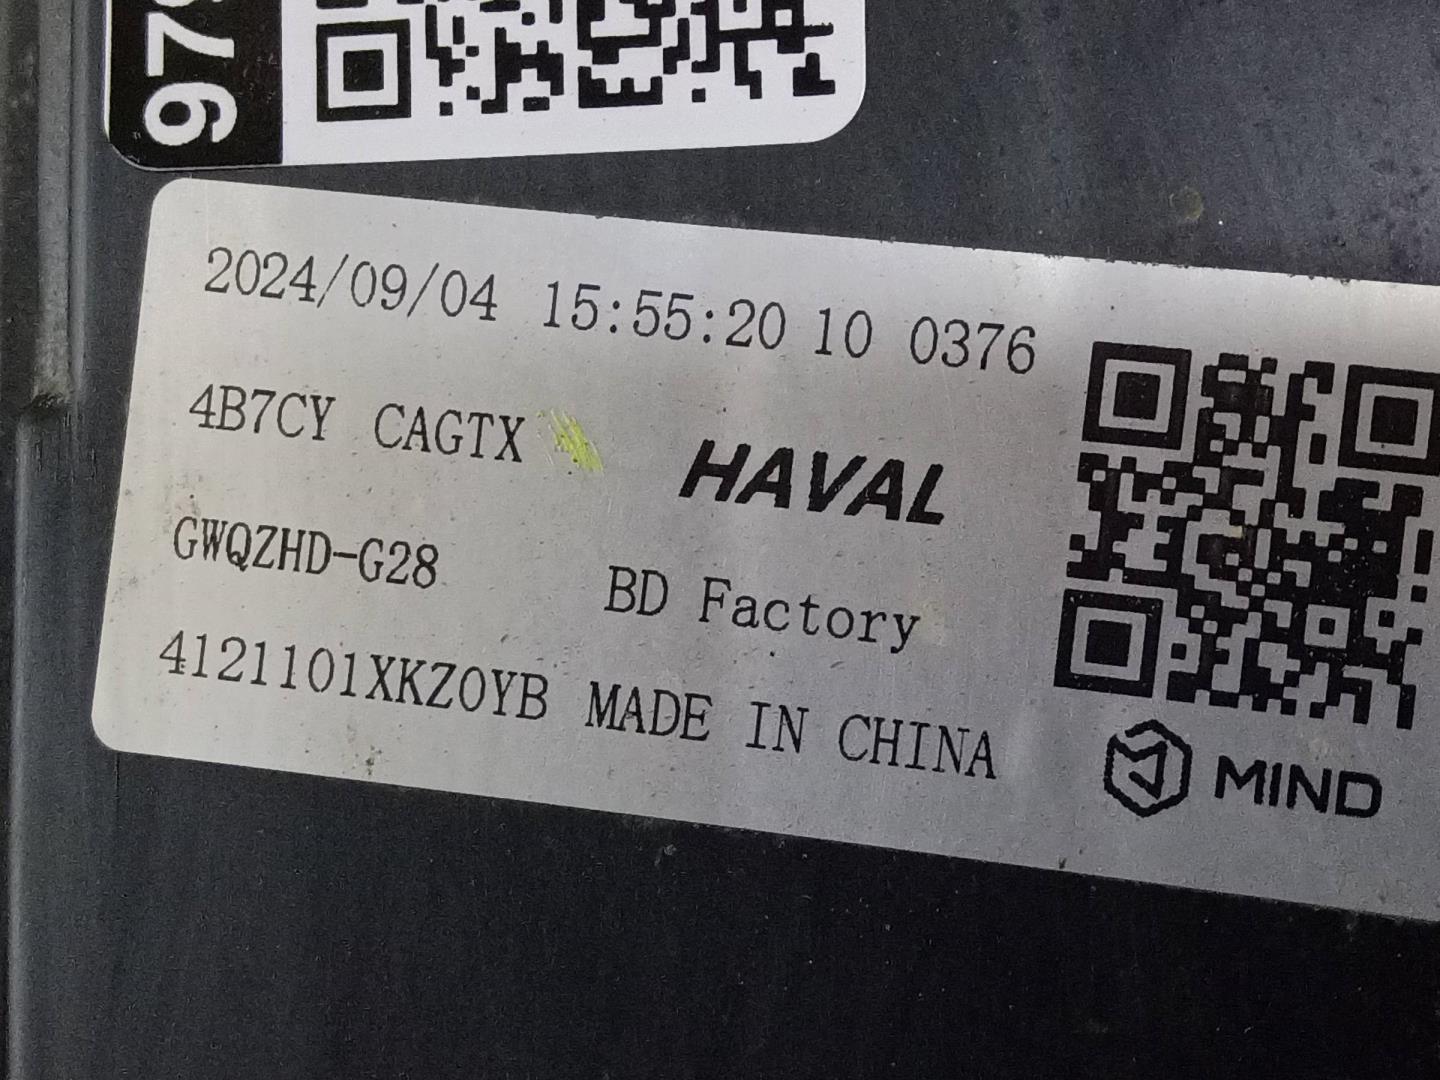 2024/09/04 15:55:20 10 0376
4B7CY CAGTX
HAVAL
GWQZHD-G28
BD Factory
4121101XKZ0YB MADE IN CHINA
MIND